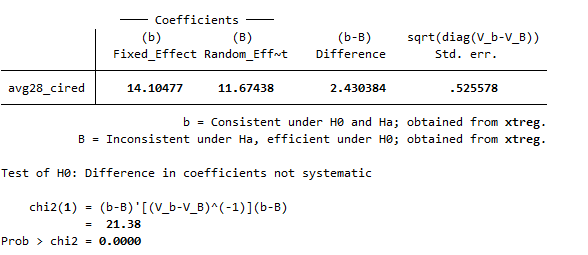 Coefficients
(b) (B) (b-B) sqrt(diag(V_b-V_B))
Fixed_Effect Random_Eff~t Difference Std. err.
avg28_cired 14.10477 11.67438 2.430384 .525578
b = Consistent under H0 and Ha; obtained from xtreg.
B = Inconsistent under Ha, efficient under H0; obtained from xtreg.
Test of H0: Difference in coefficients not systematic
chi2(1) = (b-B)'[(V_b-V_B)^(-1)](b-B)
= 21.38
Prob > chi2 = 0.0000